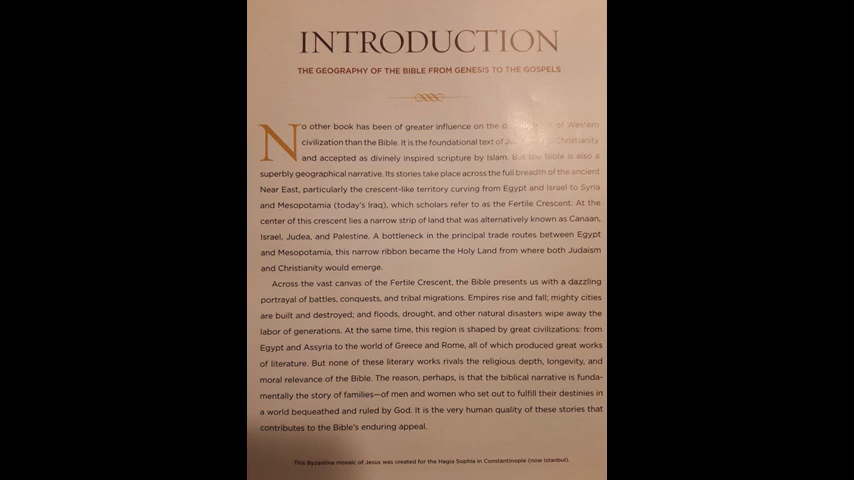 INTRODUCTION
THE GEOGRAPHY OF THE BIBLE FROM GENESIS TO THE GOSPELS
No other book has been of greater influence on the development of Western
civilization than the Bible. It is the foundational text of Judaism and Christianity
and accepted as divinely inspired scripture by Islam. But the Bible is also a
superbly geographical narrative. Its stories take place across the full breadth of the ancient
Near East, particularly the crescent-like territory curving from Egypt and Israel to Syria
and Mesopotamia (today's Iraq), which scholars refer to as the Fertile Crescent. At the
center of this crescent lies a narrow strip of land that was alternatively known as Canaan,
Israel, Judea, and Palestine. A bottleneck in the principal trade routes between Egypt
and Mesopotamia, this narrow ribbon became the Holy Land from where both Judaism
and Christianity would emerge.
Across the vast canvas of the Fertile Crescent, the Bible presents us with a dazzling
portrayal of battles, conquests, and tribal migrations. Empires rise and fall; mighty cities
are built and destroyed; and floods, drought, and other natural disasters wipe away the
labor of generations. At the same time, this region is shaped by great civilizations: from
Egypt and Assyria to the world of Greece and Rome, all of which produced great works
of literature. But none of these literary works rivals the religious depth, longevity, and
moral relevance of the Bible. The reason, perhaps, is that the biblical narrative is funda-
mentally the story of families—of men and women who set out to fulfill their destinies in
a world bequeathed and ruled by God. It is the very human quality of these stories that
contributes to the Bible's enduring appeal.
This Byzantine mosaic of Jesus was created for the Hagia Sophia in Constantinople (now Istanbul).